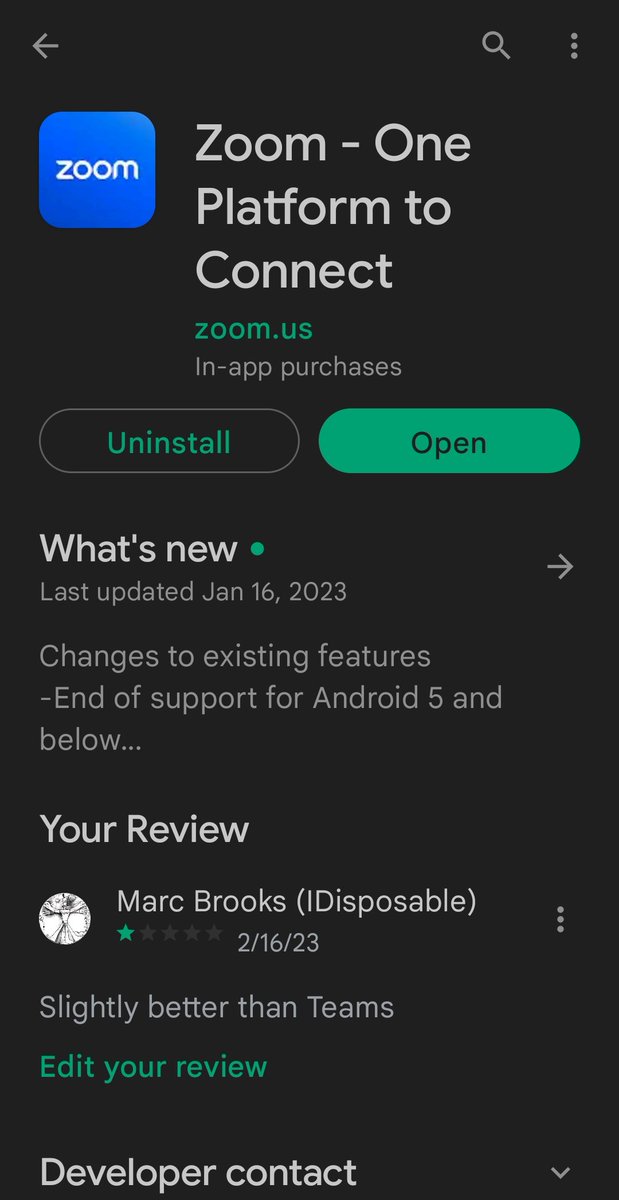 zoom
Zoom - One
Platform to
Connect
zoom.us
In-app purchases
Uninstall
Open
What's new
Last updated Jan 16, 2023
Changes to existing features
-End of support for Android 5 and
below...
Your Review
Marc Brooks (IDisposable)
2/16/23
Slightly better than Teams
Edit your review
Developer contact